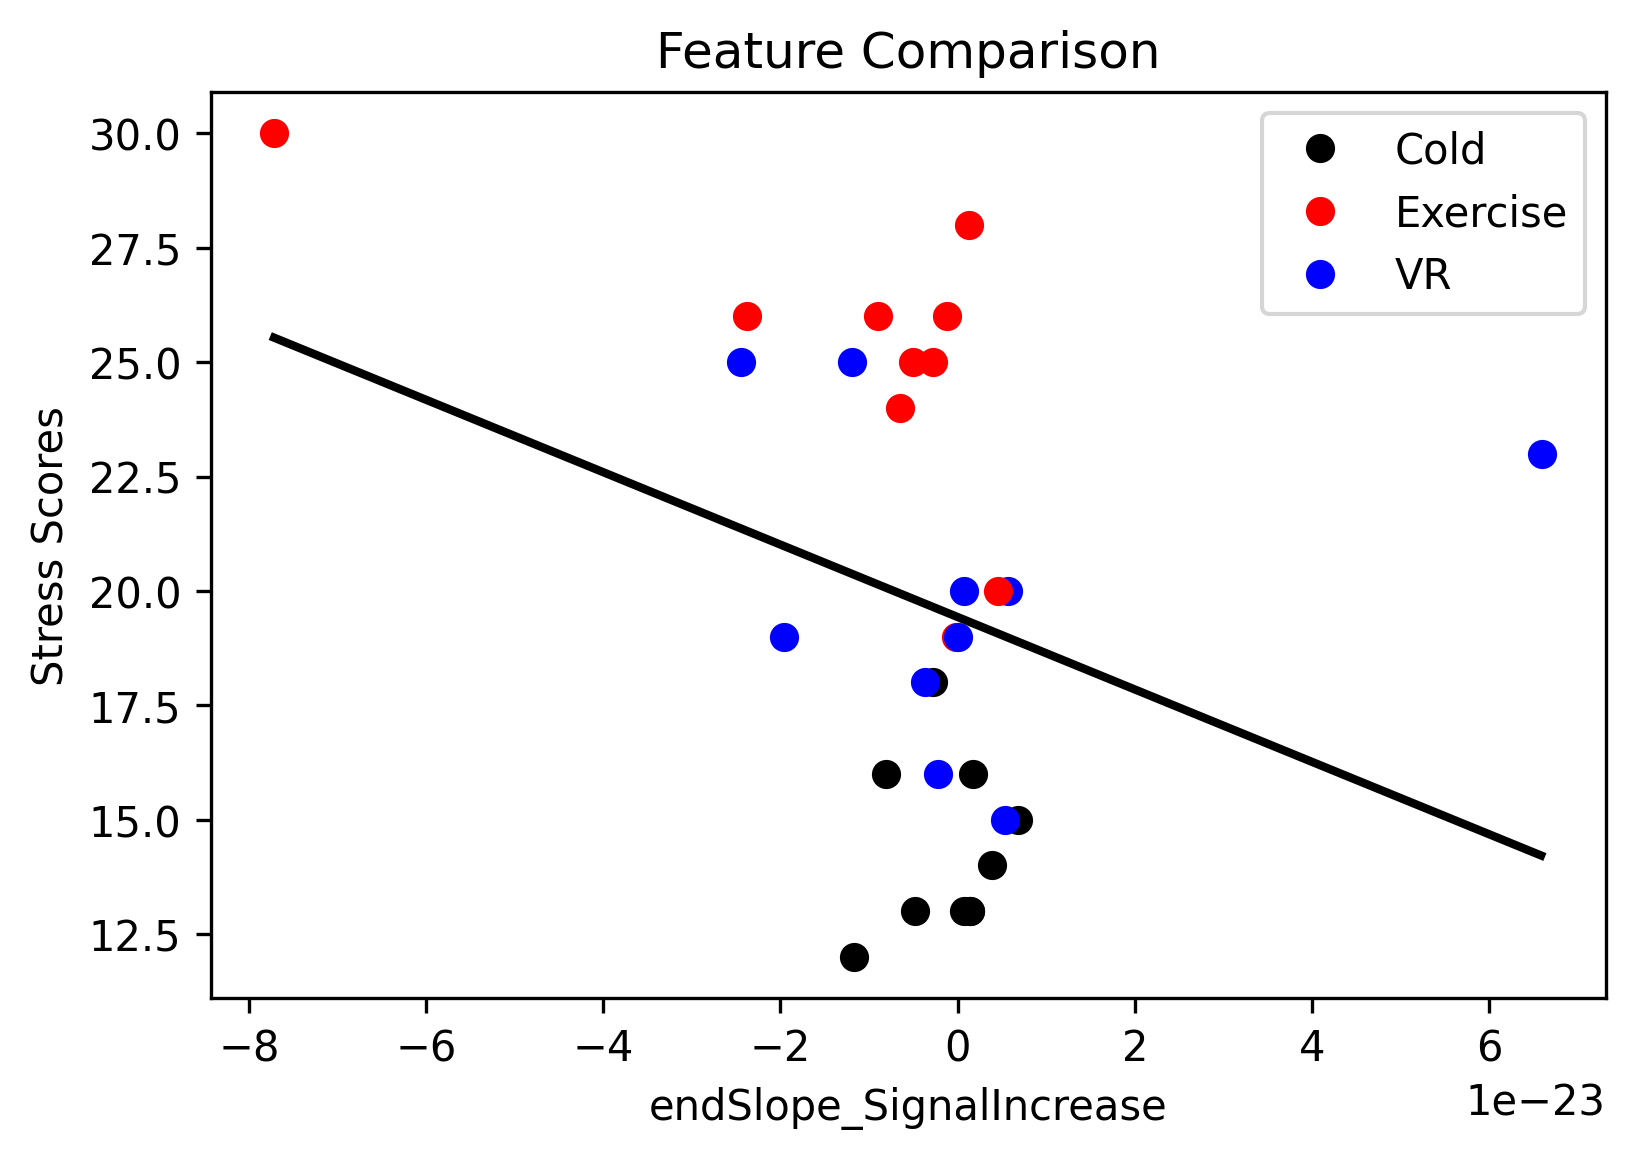 Feature Comparison
Cold
Exercise
VR
Stress Scores
30.0
27.5
25.0
22.5
20.0
17.5
15.0
12.5
−8 −6 −4 −2 0 2 4 6
1e−23
endSlope_SignalIncrease